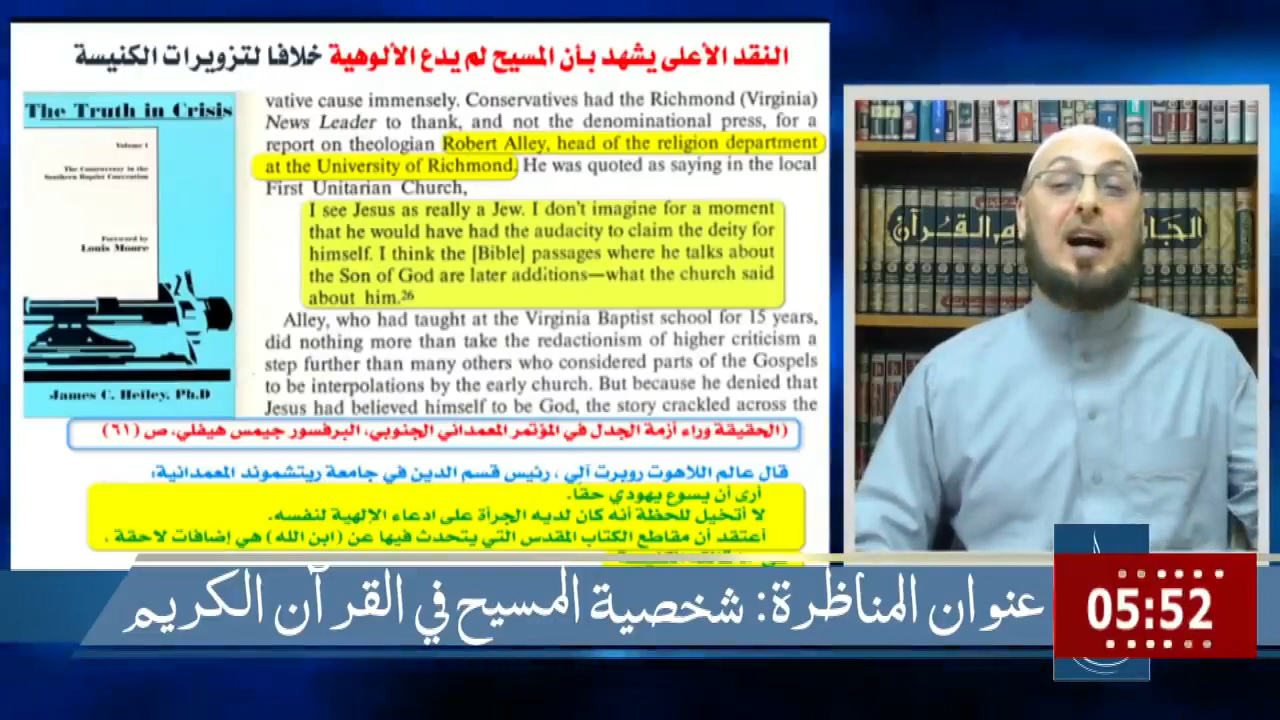 النقد الأعلى يشهد بأن المسيح لم يدع الألوهية خلافا لتزويرات الكنيسة
The Truth in Crisis
Volume 1
The Controversy in the
Southern Baptist Convention
Foreword by
Louis Moore
James C. Hefley, Ph.D
vative cause immensely. Conservatives had the Richmond (Virginia)
News Leader to thank, and not the denominational press, for a
report on theologian Robert Alley, head of the religion department
at the University of Richmond. He was quoted as saying in the local
First Unitarian Church,
I see Jesus as really a Jew. I don't imagine for a moment
that he would have had the audacity to claim the deity for
himself. I think the [Bible] passages where he talks about
the Son of God are later additions—what the church said
about him.26
Alley, who had taught at the Virginia Baptist school for 15 years,
did nothing more than take the redactionism of higher criticism a
step further than many others who considered parts of the Gospels
to be interpolations by the early church. But because he denied that
Jesus had believed himself to be God, the story crackled across the
(الحقيقة وراء أزمة الجدل في المؤتمر المعمداني الجنوبي، البرفسور جيمس هيفلي، ص (٦١)
قال عالم اللاهوت روبرت آلي ، رئيس قسم الدين في جامعة ريتشموند المعمدانية:
أرى أن يسوع يهودي حقًا.
لا أتخيل للحظة أنه كان لديه الجرأة على ادعاء الإلهية لنفسه.
أعتقد أن مقاطع الكتاب المقدس التي يتحدث فيها عن (ابن الله) هي إضافات لاحقة ،
القرآن
عنوان المناظرة: شخصية المسيح في القرآن الكريم
05:52